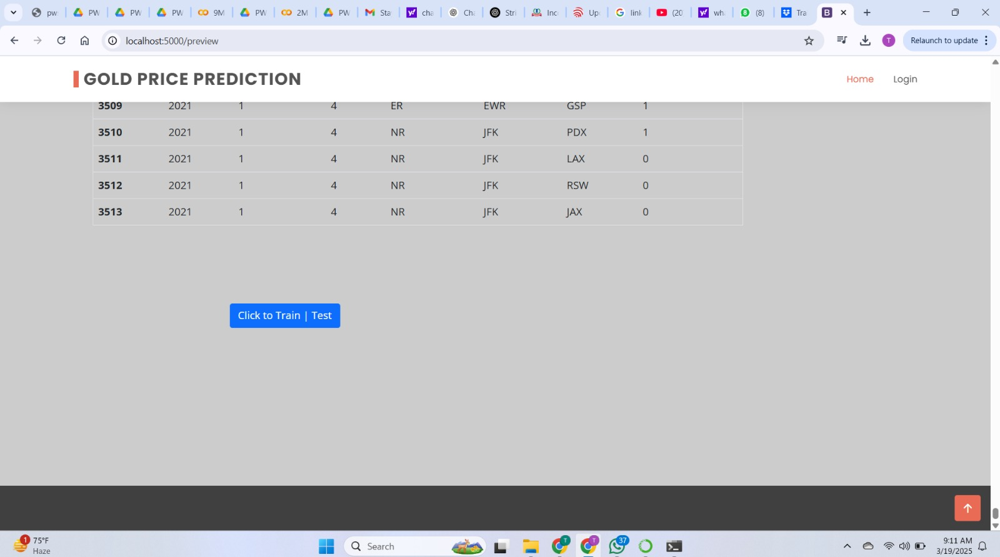 pw
PW
PW
PW
9M
PW
2M
PW
Sta
cha
Cha
Stri
Inc
Up
link
(20
wh
(8)
Tra
localhost:5000/preview
T
Relaunch to update
GOLD PRICE PREDICTION
Home
Login
3509 2021 1 4 ER EWR GSP 1
3510 2021 1 4 NR JFK PDX 1
3511 2021 1 4 NR JFK LAX 0
3512 2021 1 4 NR JFK RSW 0
3513 2021 1 4 NR JFK JAX 0
Click to Train | Test
1
75°F
Haze
Search
T
T
37
9:11 AM
3/19/2025